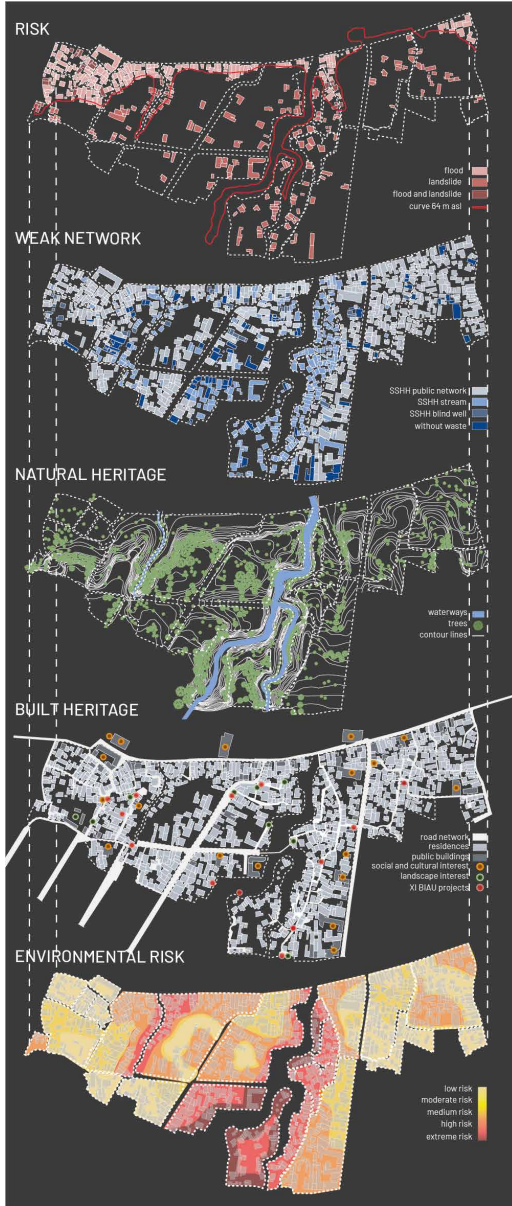 RISK
flood
landslide
flood and landslide
curve 64 m asl
WEAK NETWORK
SSHH public network
SSHH stream
SSHH blind well
without waste
NATURAL HERITAGE
waterways
trees
contour lines
BUILT HERITAGE
road network
residences
public buildings
social and cultural interest
landscape interest
XI BIAU projects
ENVIRONMENTAL RISK
low risk
moderate risk
medium risk
high risk
extreme risk